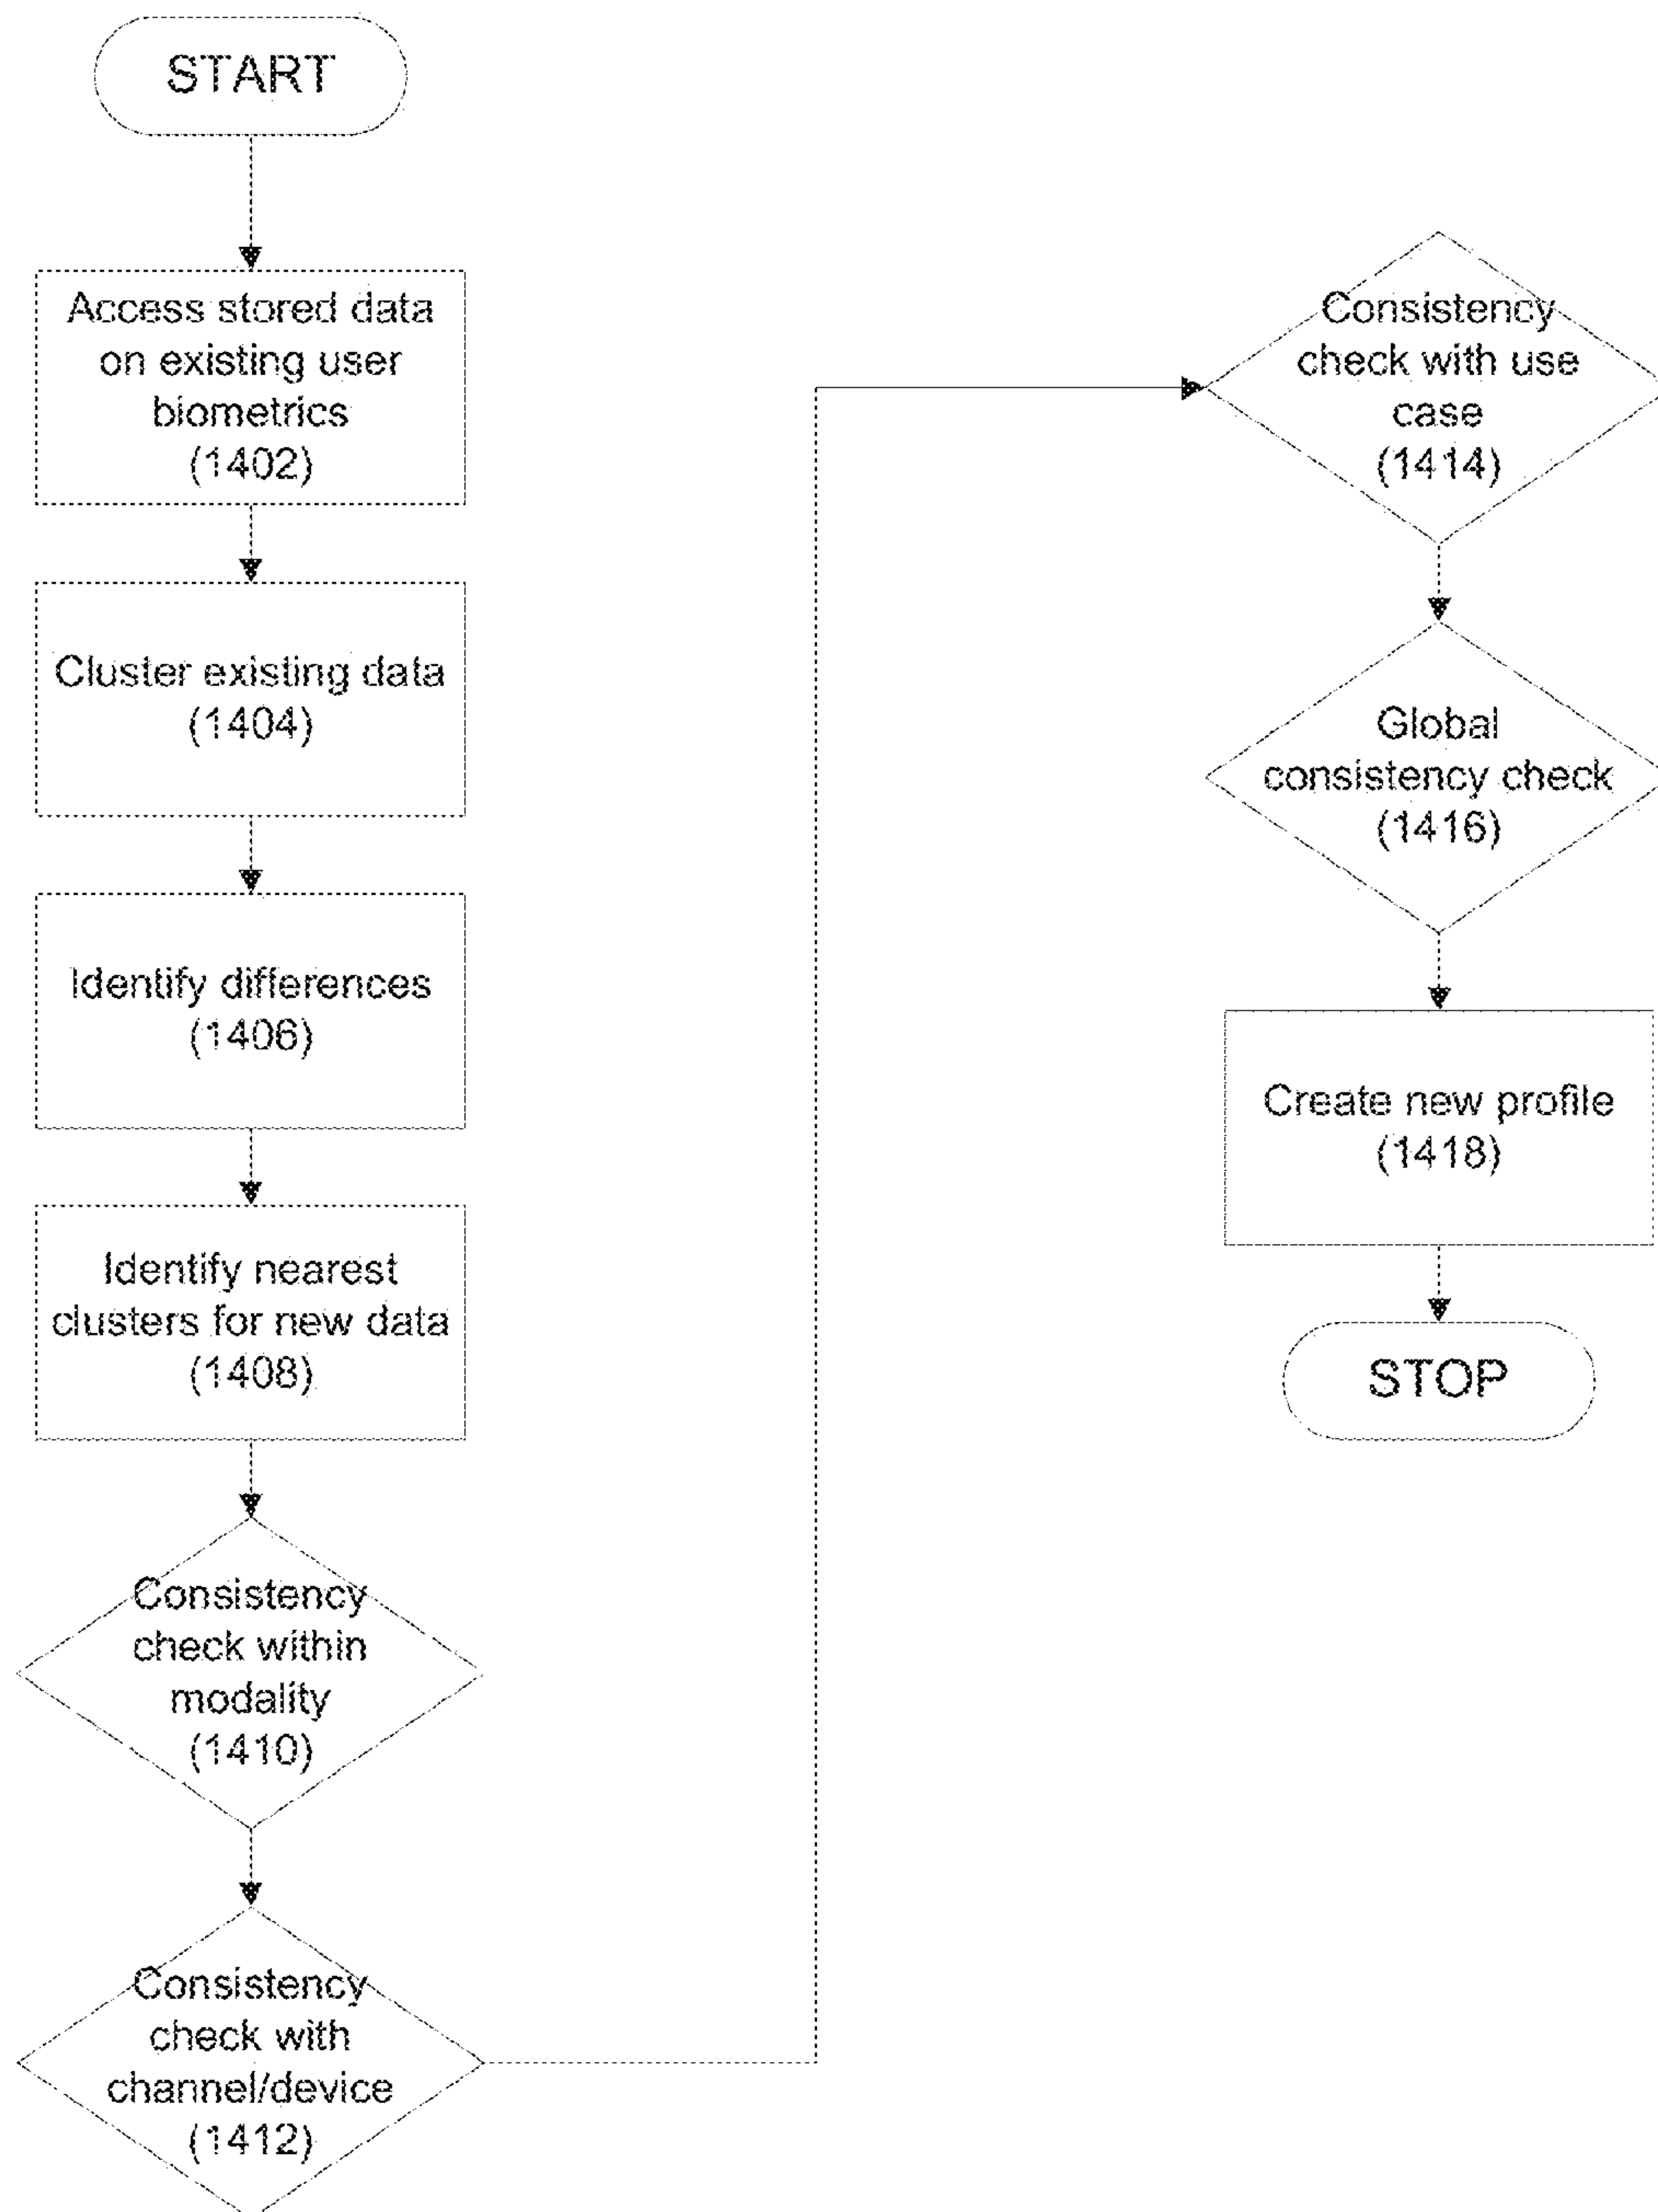 START
Access stored data
on existing user
biometrics
(1402)
Cluster existing data
(1404)
Identify differences
(1406)
Identify nearest
clusters for new data
(1408)
Consistency
check within
modality
(1410)
Consistency
check with
channel/device
(1412)
Consistency
check with use
case
(1414)
Global
consistency check
(1416)
Create new profile
(1418)
STOP